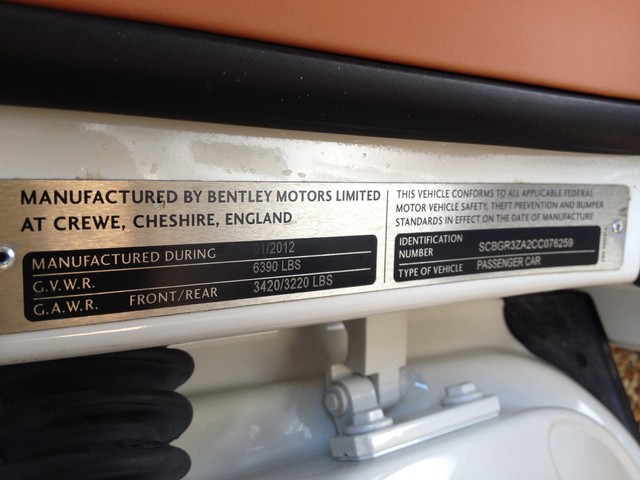 MANUFACTURED BY BENTLEY MOTORS LIMITED
AT CREWE, CHESHIRE, ENGLAND
MANUFACTURED DURING 01/2012
G.V.W.R. 6390 LBS
G.A.W.R. FRONT/REAR 3420/3220 LBS
THIS VEHICLE CONFORMS TO ALL APPLICABLE FEDERAL
MOTOR VEHICLE SAFETY, THEFT PREVENTION AND BUMPER
STANDARDS IN EFFECT ON THE DATE OF MANUFACTURE
IDENTIFICATION
NUMBER SCBGR3ZA2CC076259
TYPE OF VEHICLE PASSENGER CAR